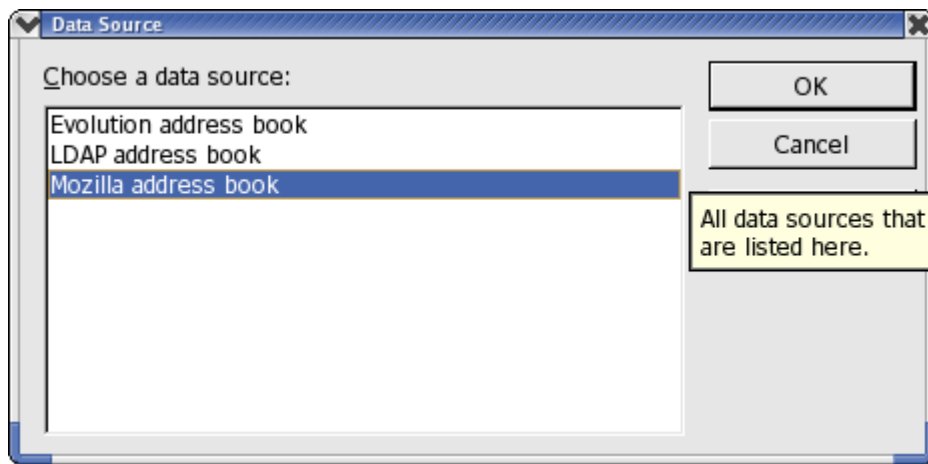 Data Source
Choose a data source:
OK
Evolution address book
LDAP address book
Cancel
Mozilla address book
All data sources that
are listed here.